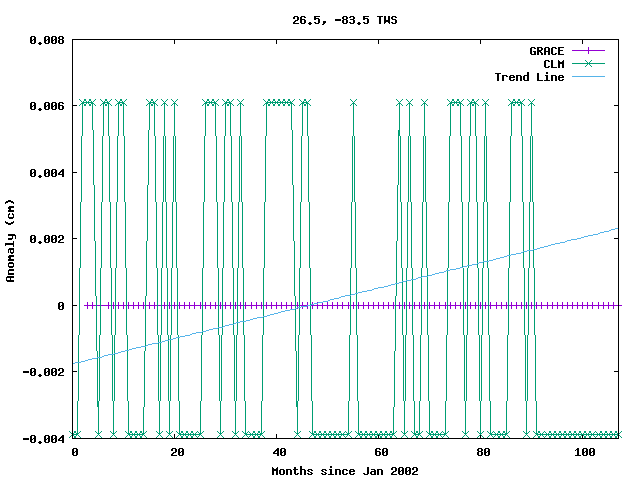 26.5, -83.5 TWS
GRACE
CLM
Trend Line
0.008
0.006
0.004
0.002
0
-0.002
-0.004
Anomaly (cm)
0 20 40 60 80 100
Months since Jan 2002